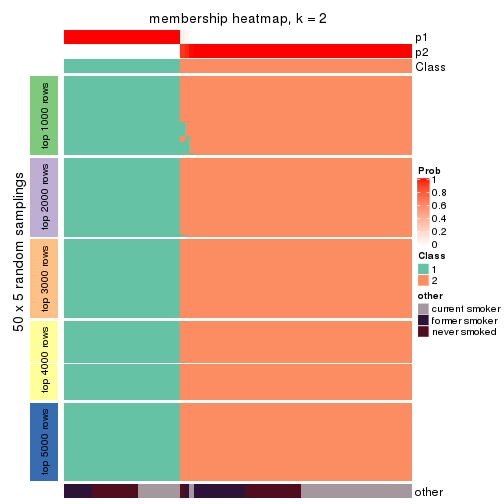 membership heatmap, k = 2
p1
p2
Class
50 x 5 random samplings
top 1000 rows
top 2000 rows
top 3000 rows
top 4000 rows
top 5000 rows
Prob
1
0.8
0.6
0.4
0.2
0
Class
1
2
other
current smoker
former smoker
never smoked
other